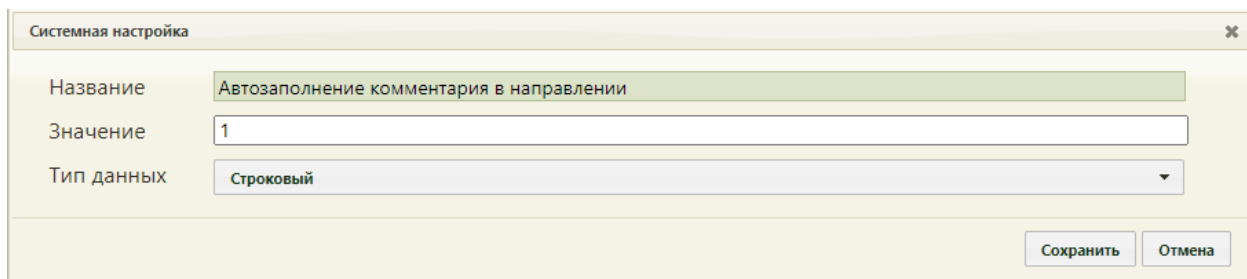 Системная настройка
Название Автозаполнение комментария в направлении
Значение 1
Тип данных Строковый
Сохранить Отмена